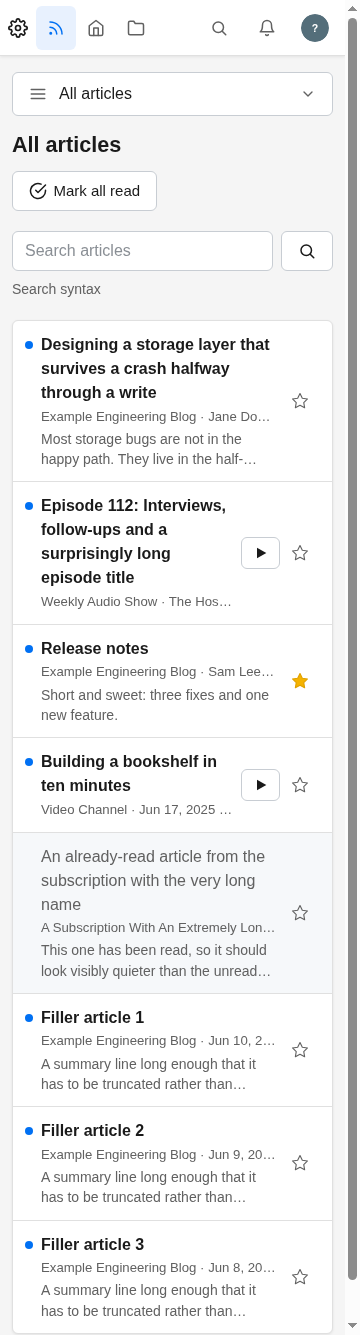 ?
All articles
All articles
Mark all read
Search articles
Search syntax
Designing a storage layer that
survives a crash halfway
through a write
Example Engineering Blog · Jane Do…
Most storage bugs are not in the
happy path. They live in the half-…
Episode 112: Interviews,
follow-ups and a
surprisingly long
episode title
Weekly Audio Show · The Hos…
Release notes
Example Engineering Blog · Sam Lee…
Short and sweet: three fixes and one
new feature.
Building a bookshelf in
ten minutes
Video Channel · Jun 17, 2025 …
An already-read article from the
subscription with the very long
name
A Subscription With An Extremely Lon…
This one has been read, so it should
look visibly quieter than the unread…
Filler article 1
Example Engineering Blog · Jun 10, 2…
A summary line long enough that it
has to be truncated rather than…
Filler article 2
Example Engineering Blog · Jun 9, 20…
A summary line long enough that it
has to be truncated rather than…
Filler article 3
Example Engineering Blog · Jun 8, 20…
A summary line long enough that it
has to be truncated rather than…